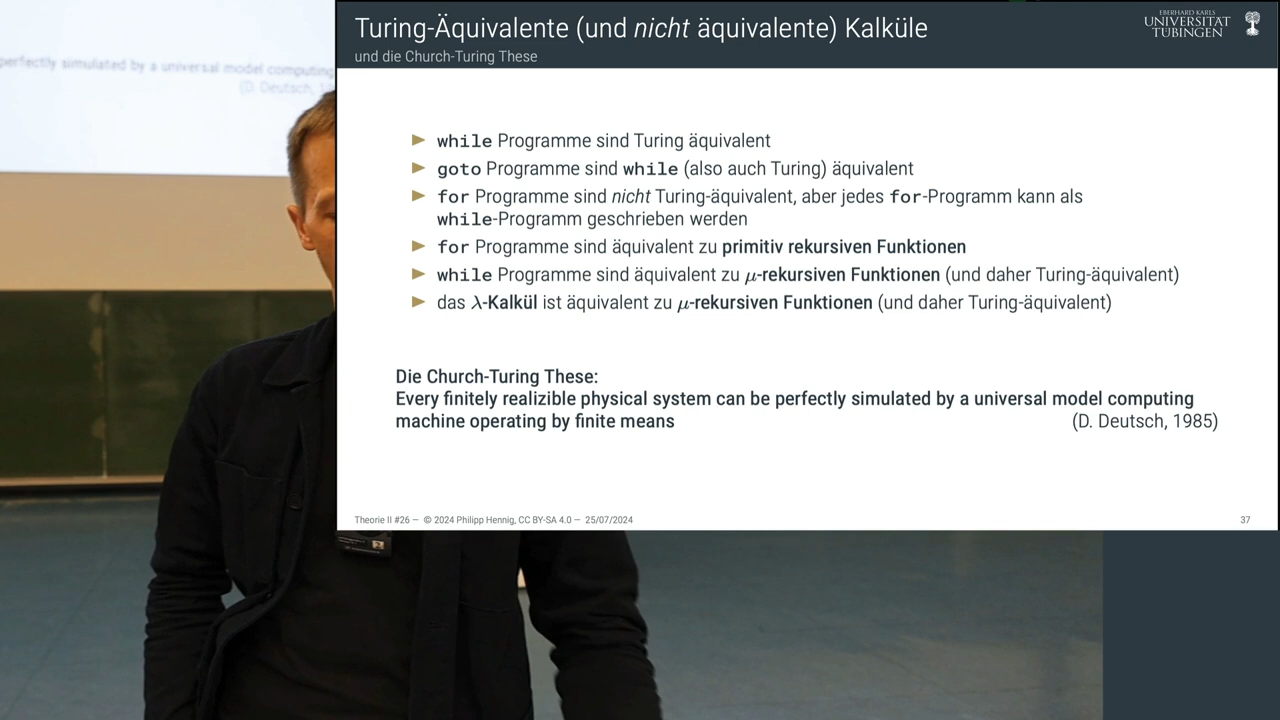 perfectly simulated by a universal model computing
(D. Deutsch,
Turing-Äquivalente (und nicht äquivalente) Kalküle
und die Church-Turing These
EBERHARD KARLS
UNIVERSITAT
TUBINGEN
► while Programme sind Turing äquivalent
► goto Programme sind while (also auch Turing) äquivalent
► for Programme sind nicht Turing-äquivalent, aber jedes for-Programm kann als
while-Programm geschrieben werden
► for Programme sind äquivalent zu primitiv rekursiven Funktionen
► while Programme sind äquivalent zu μ-rekursiven Funktionen (und daher Turing-äquivalent)
► das λ-Kalkül ist äquivalent zu μ-rekursiven Funktionen (und daher Turing-äquivalent)
Die Church-Turing These:
Every finitely realizible physical system can be perfectly simulated by a universal model computing
machine operating by finite means (D. Deutsch, 1985)
Theorie II #26 — © 2024 Philipp Hennig, CC BY-SA 4.0 — 25/07/2024 37